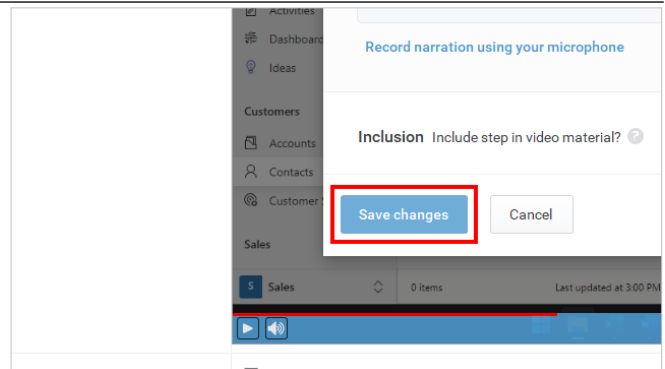 Activities
Dashboard
Record narration using your microphone
Ideas
Customers
Inclusion Include step in video material?
Accounts
Contacts
Customer
Save changes
Cancel
Sales
S Sales
0 items
Last updated at 3:00 PM